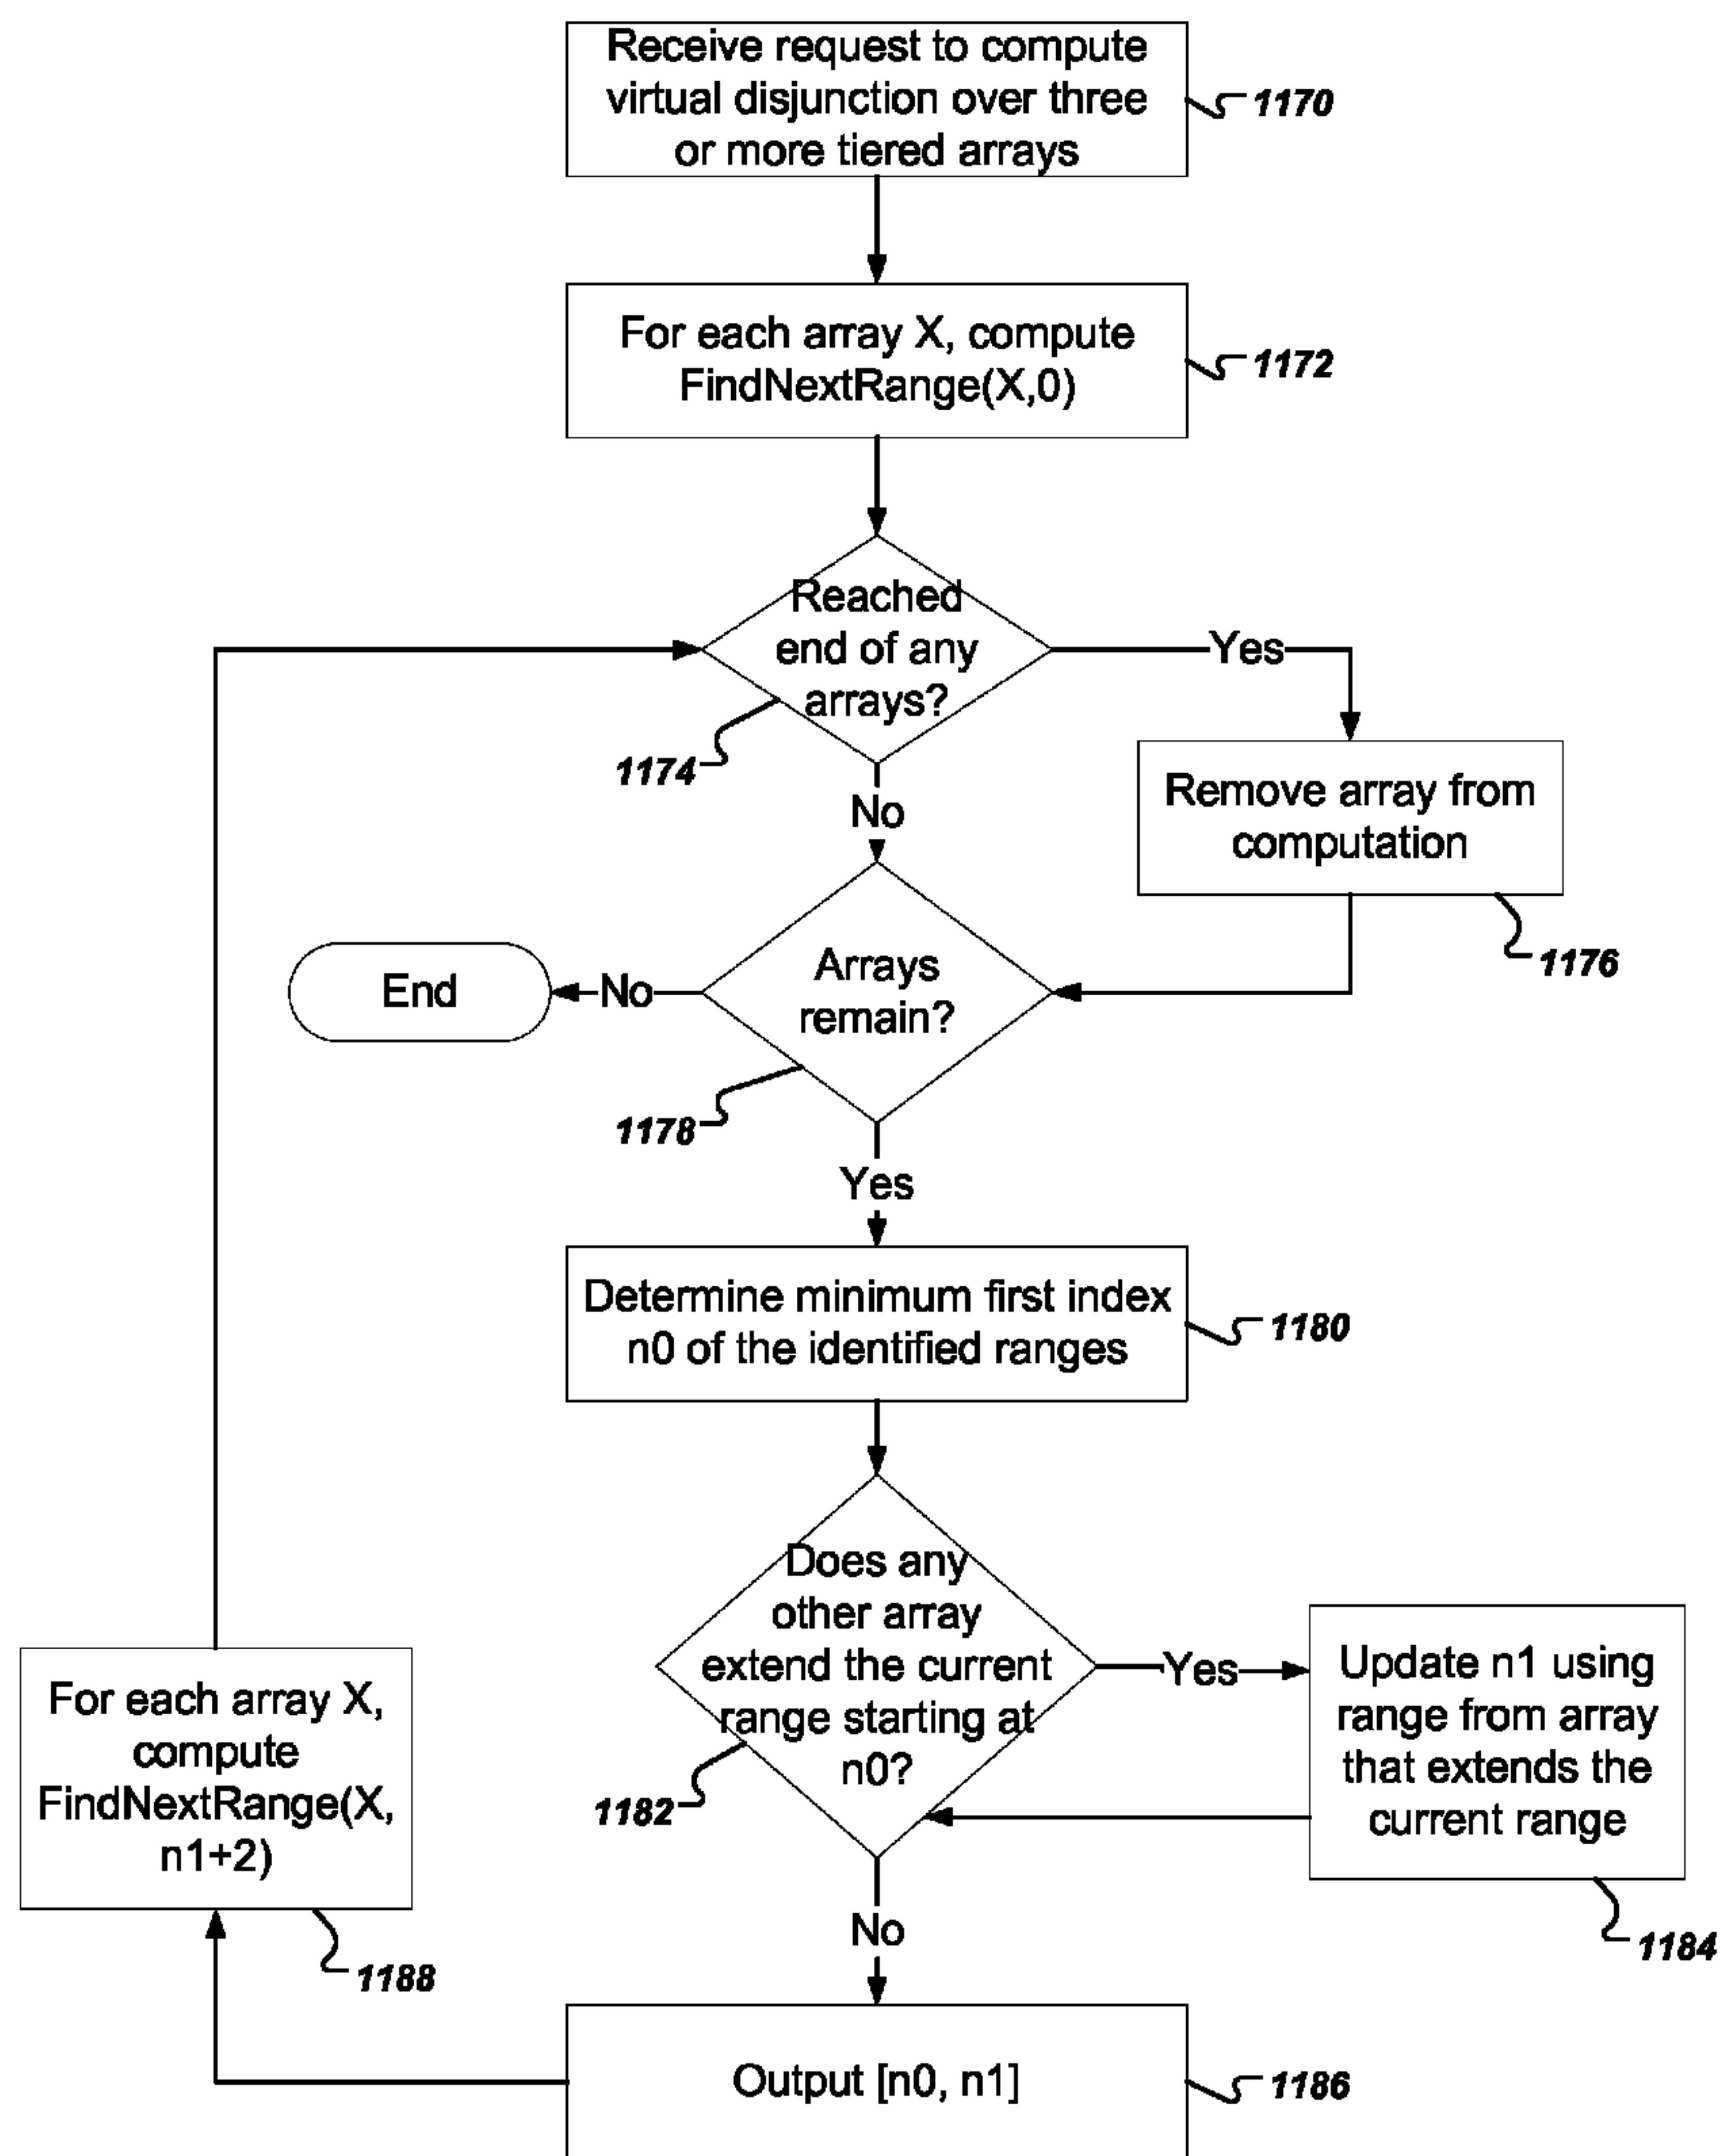 Receive request to compute
virtual disjunction over three
or more tiered arrays
1170
For each array X, compute
FindNextRange(X,0)
1172
Reached
end of any
arrays?
1174
Yes
No
Remove array from
computation
1176
Arrays
remain?
1178
No
End
Yes
Determine minimum first index
n0 of the identified ranges
1180
Does any
other array
extend the current
range starting at
n0?
1182
Yes
Update n1 using
range from array
that extends the
current range
1184
No
Output [n0, n1]
1186
For each array X,
compute
FindNextRange(X,
n1+2)
1188